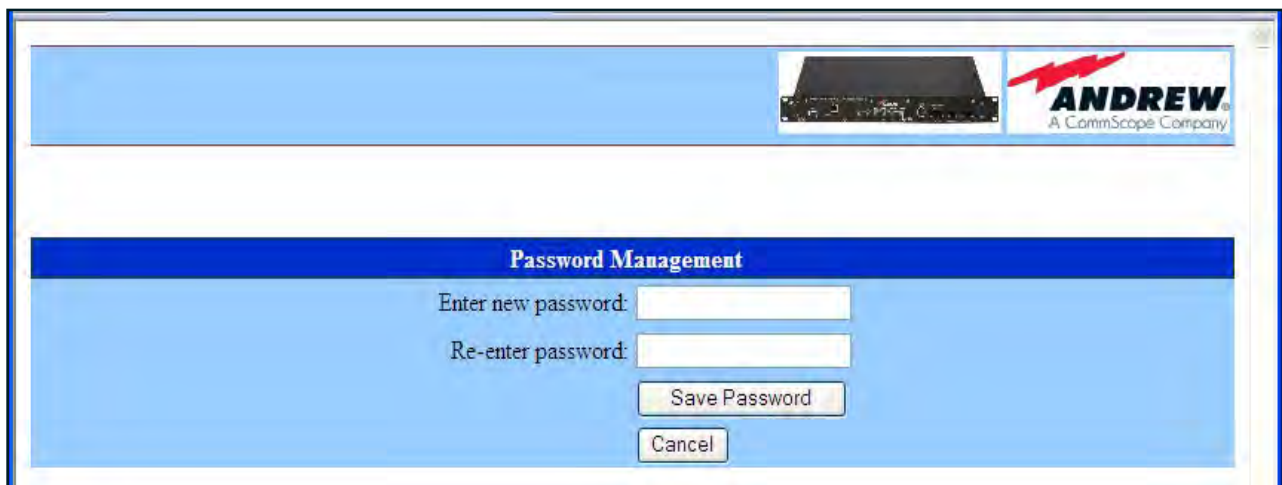 ANDREW®
A CommScope Company
Password Management
Enter new password:
Re-enter password:
Save Password
Cancel